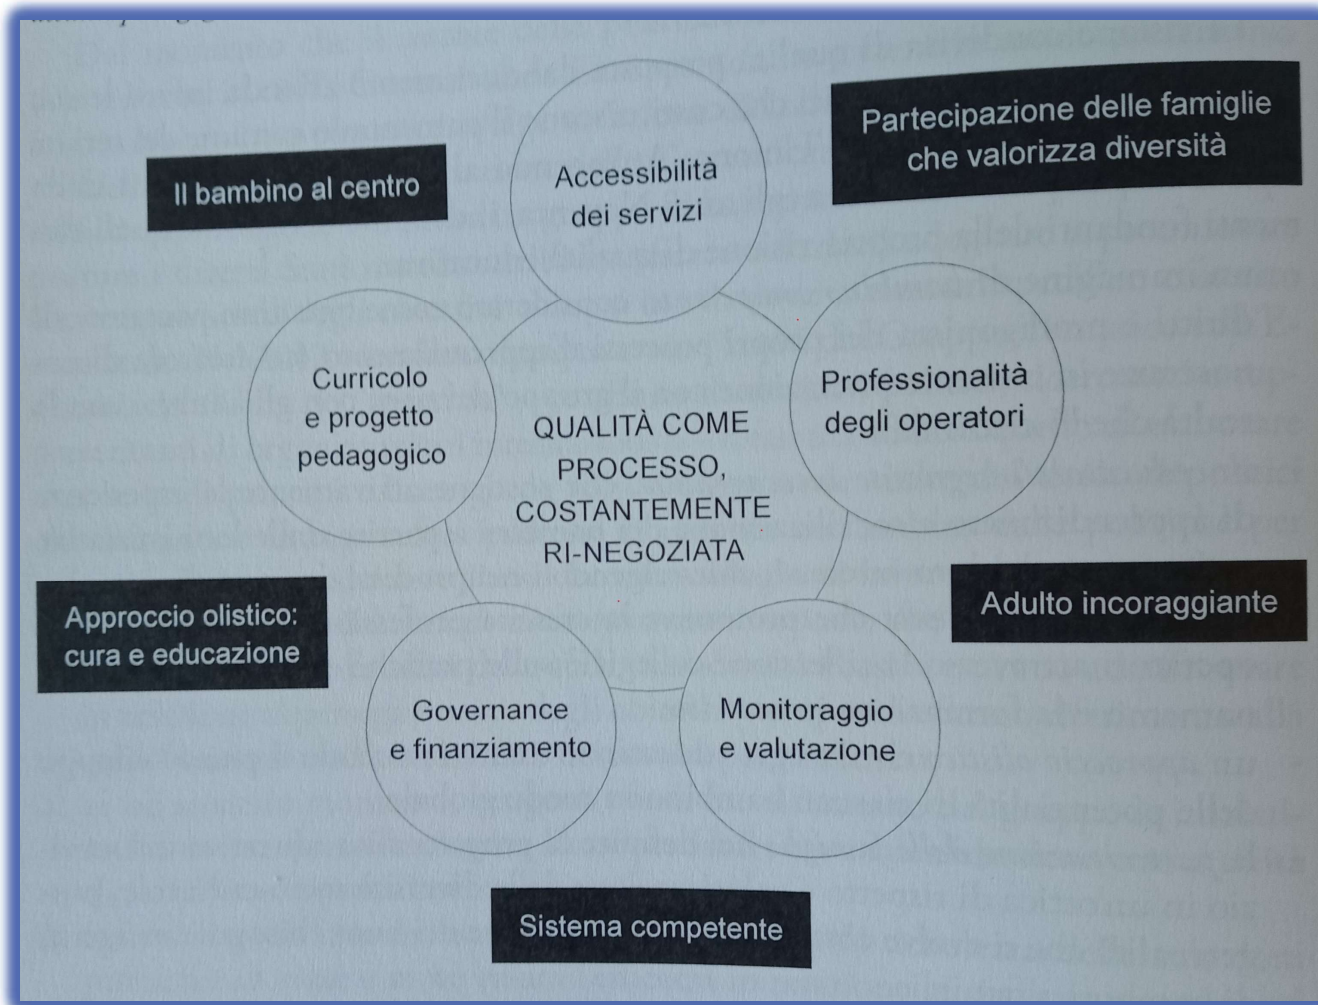 Accessibilità
dei servizi
Partecipazione delle famiglie
che valorizza diversità
Il bambino al centro
Curricolo
e progetto
pedagogico
QUALITÀ COME
PROCESSO,
COSTANTEMENTE
RI-NEGOZIATA
Professionalità
degli operatori
Approccio olistico:
cura e educazione
Adulto incoraggiante
Governance
e finanziamento
Monitoraggio
e valutazione
Sistema competente